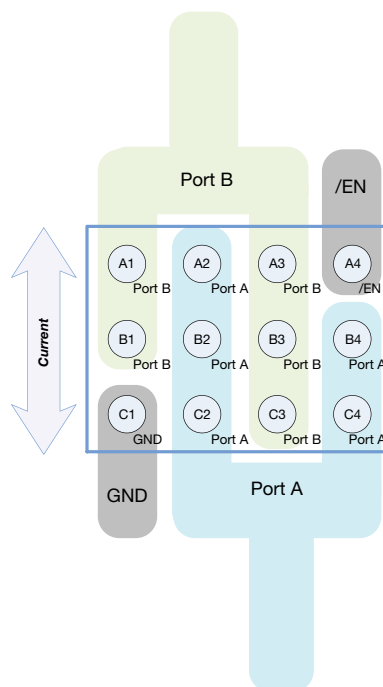 Port B
/EN
A1 A2 A3 A4
Port B Port A Port B /EN
B1 B2 B3 B4
Port B Port A Port B Port A
Current
C1 C2 C3 C4
GND Port A Port B Port A
GND
Port A